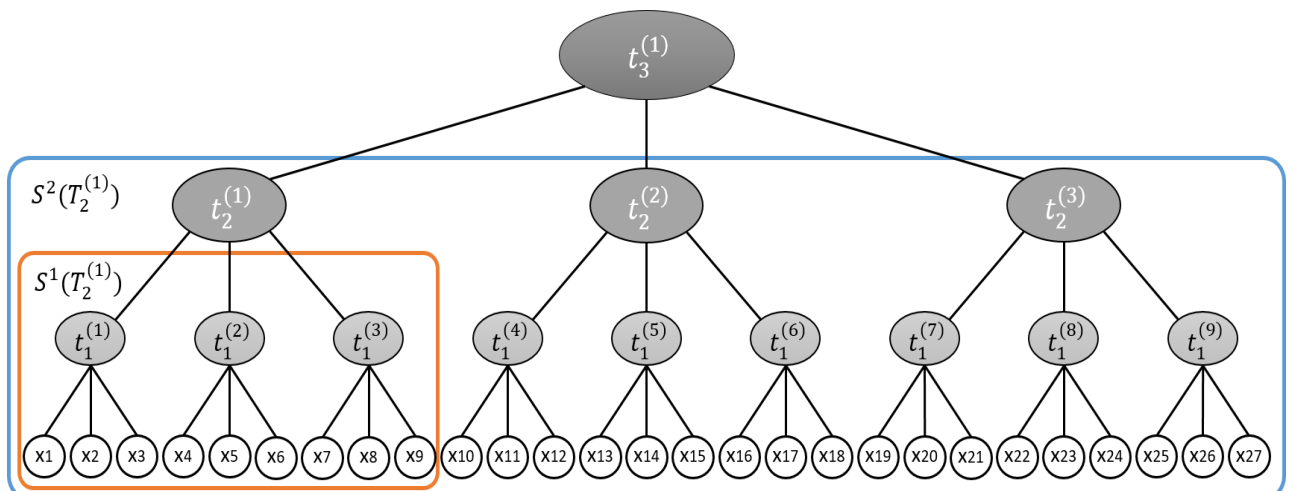 t_3^{(1)}
S^2(T_2^{(1)})
t_2^{(1)} t_2^{(2)} t_2^{(3)}
S^1(T_2^{(1)})
t_1^{(1)} t_1^{(2)} t_1^{(3)} t_1^{(4)} t_1^{(5)} t_1^{(6)} t_1^{(7)} t_1^{(8)} t_1^{(9)}
x1 x2 x3 x4 x5 x6 x7 x8 x9 x10 x11 x12 x13 x14 x15 x16 x17 x18 x19 x20 x21 x22 x23 x24 x25 x26 x27